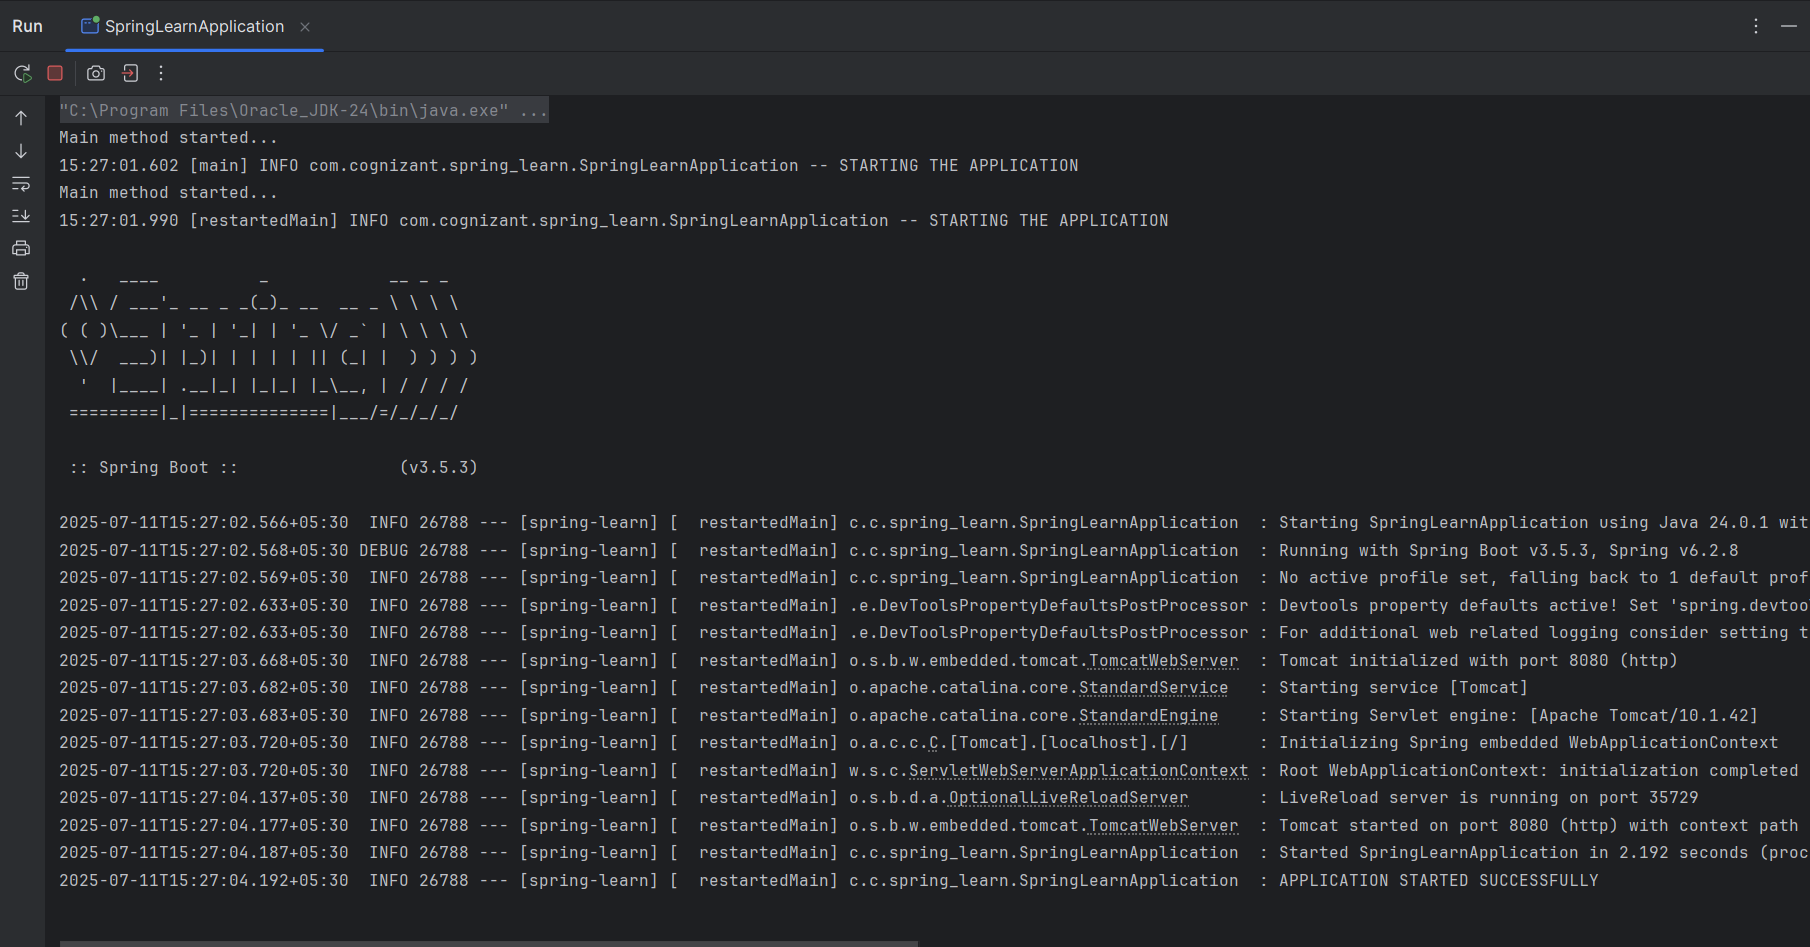 Run SpringLearnApplication
"C:\Program Files\Oracle_JDK-24\bin\java.exe" ...
Main method started...
15:27:01.602 [main] INFO com.cognizant.spring_learn.SpringLearnApplication -- STARTING THE APPLICATION
Main method started...
15:27:01.990 [restartedMain] INFO com.cognizant.spring_learn.SpringLearnApplication -- STARTING THE APPLICATION
  .   ____          _            __ _ _
 /\\ / ___'_ __ _ _(_)_ __  __ _ \ \ \ \
( ( )\___ | '_ | '_| | '_ \/ _` | \ \ \ \
 \\/  ___)| |_)| | | | | || (_| |  ) ) ) )
  '  |____| .__|_| |_|_| |_\__, | / / / /
 =========|_|==============|___/=/_/_/_/
 :: Spring Boot ::                (v3.5.3)
2025-07-11T15:27:02.566+05:30  INFO 26788 --- [spring-learn] [  restartedMain] c.c.spring_learn.SpringLearnApplication  : Starting SpringLearnApplication using Java 24.0.1 wit
2025-07-11T15:27:02.568+05:30 DEBUG 26788 --- [spring-learn] [  restartedMain] c.c.spring_learn.SpringLearnApplication  : Running with Spring Boot v3.5.3, Spring v6.2.8
2025-07-11T15:27:02.569+05:30  INFO 26788 --- [spring-learn] [  restartedMain] c.c.spring_learn.SpringLearnApplication  : No active profile set, falling back to 1 default prof
2025-07-11T15:27:02.633+05:30  INFO 26788 --- [spring-learn] [  restartedMain] .e.DevToolsPropertyDefaultsPostProcessor : Devtools property defaults active! Set 'spring.devtoo
2025-07-11T15:27:02.633+05:30  INFO 26788 --- [spring-learn] [  restartedMain] .e.DevToolsPropertyDefaultsPostProcessor : For additional web related logging consider setting t
2025-07-11T15:27:03.668+05:30  INFO 26788 --- [spring-learn] [  restartedMain] o.s.b.w.embedded.tomcat.TomcatWebServer  : Tomcat initialized with port 8080 (http)
2025-07-11T15:27:03.682+05:30  INFO 26788 --- [spring-learn] [  restartedMain] o.apache.catalina.core.StandardService   : Starting service [Tomcat]
2025-07-11T15:27:03.683+05:30  INFO 26788 --- [spring-learn] [  restartedMain] o.apache.catalina.core.StandardEngine    : Starting Servlet engine: [Apache Tomcat/10.1.42]
2025-07-11T15:27:03.720+05:30  INFO 26788 --- [spring-learn] [  restartedMain] o.a.c.c.C.[Tomcat].[localhost].[/]       : Initializing Spring embedded WebApplicationContext
2025-07-11T15:27:03.720+05:30  INFO 26788 --- [spring-learn] [  restartedMain] w.s.c.ServletWebServerApplicationContext : Root WebApplicationContext: initialization completed
2025-07-11T15:27:04.137+05:30  INFO 26788 --- [spring-learn] [  restartedMain] o.s.b.d.a.OptionalLiveReloadServer       : LiveReload server is running on port 35729
2025-07-11T15:27:04.177+05:30  INFO 26788 --- [spring-learn] [  restartedMain] o.s.b.w.embedded.tomcat.TomcatWebServer  : Tomcat started on port 8080 (http) with context path
2025-07-11T15:27:04.187+05:30  INFO 26788 --- [spring-learn] [  restartedMain] c.c.spring_learn.SpringLearnApplication  : Started SpringLearnApplication in 2.192 seconds (proc
2025-07-11T15:27:04.192+05:30  INFO 26788 --- [spring-learn] [  restartedMain] c.c.spring_learn.SpringLearnApplication  : APPLICATION STARTED SUCCESSFULLY